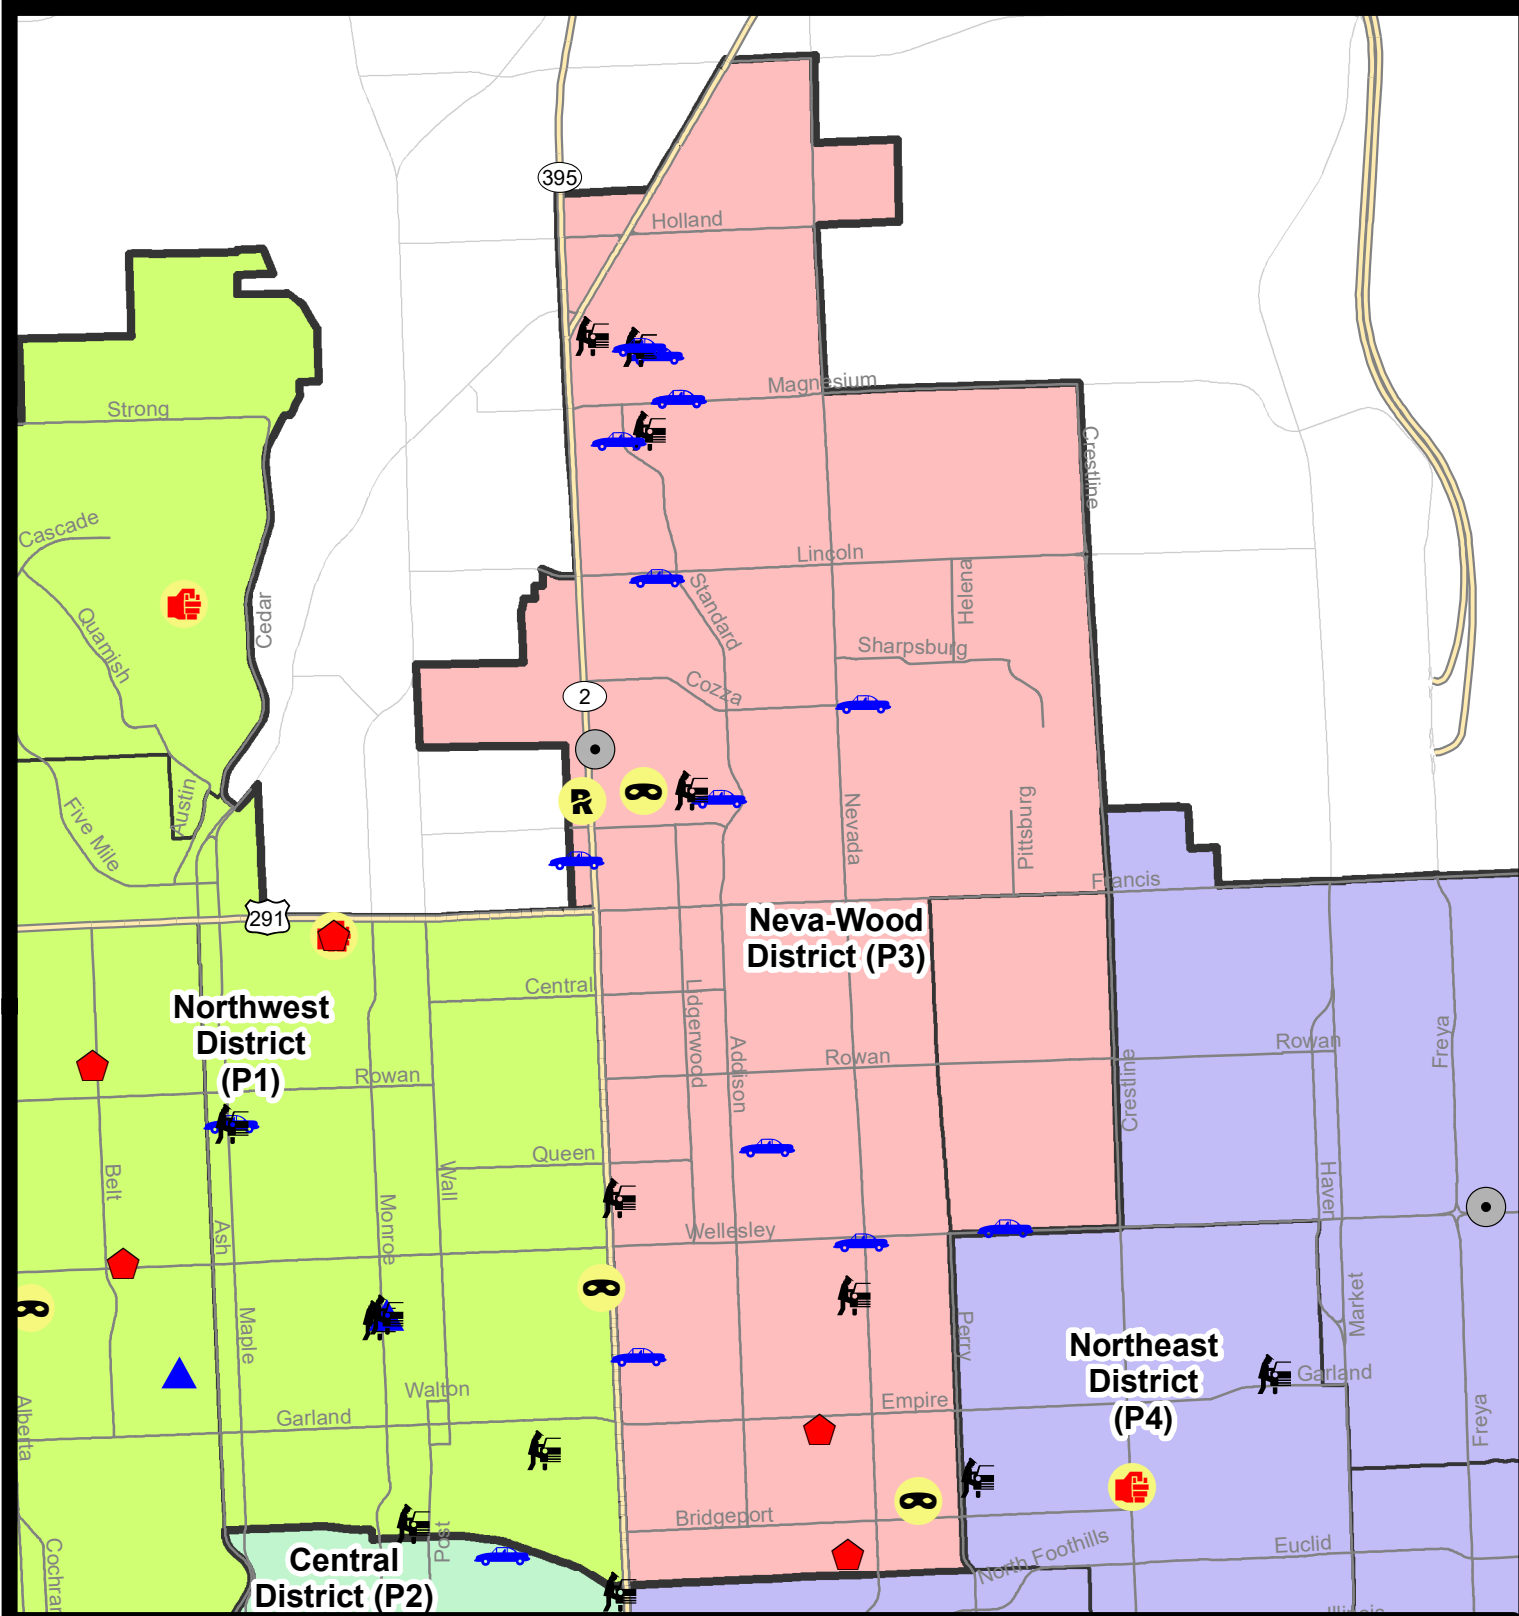 395
Holland
Magnesium
Strong
Crestline
Cascade
Lincoln
Helena
Standard
Cedar
Quamish
Sharpsburg
Cozza
2
Austin
Five Mile
Nevada
Pittsburg
R
Francis
291
Neva-Wood
District (P3)
Central
Lidgerwood
Northwest
District
(P1)
Addison
Rowan
Rowan
Rowan
Freya
Crestline
Queen
Belt
Wall
Monroe
Ash
Haven
Wellesley
Market
Maple
Perry
Northeast
District
(P4)
Garland
Walton
Empire
Garland
Alberta
Freya
Bridgeport
Post
Cochran
North Foothills
Euclid
Central
District (P2)